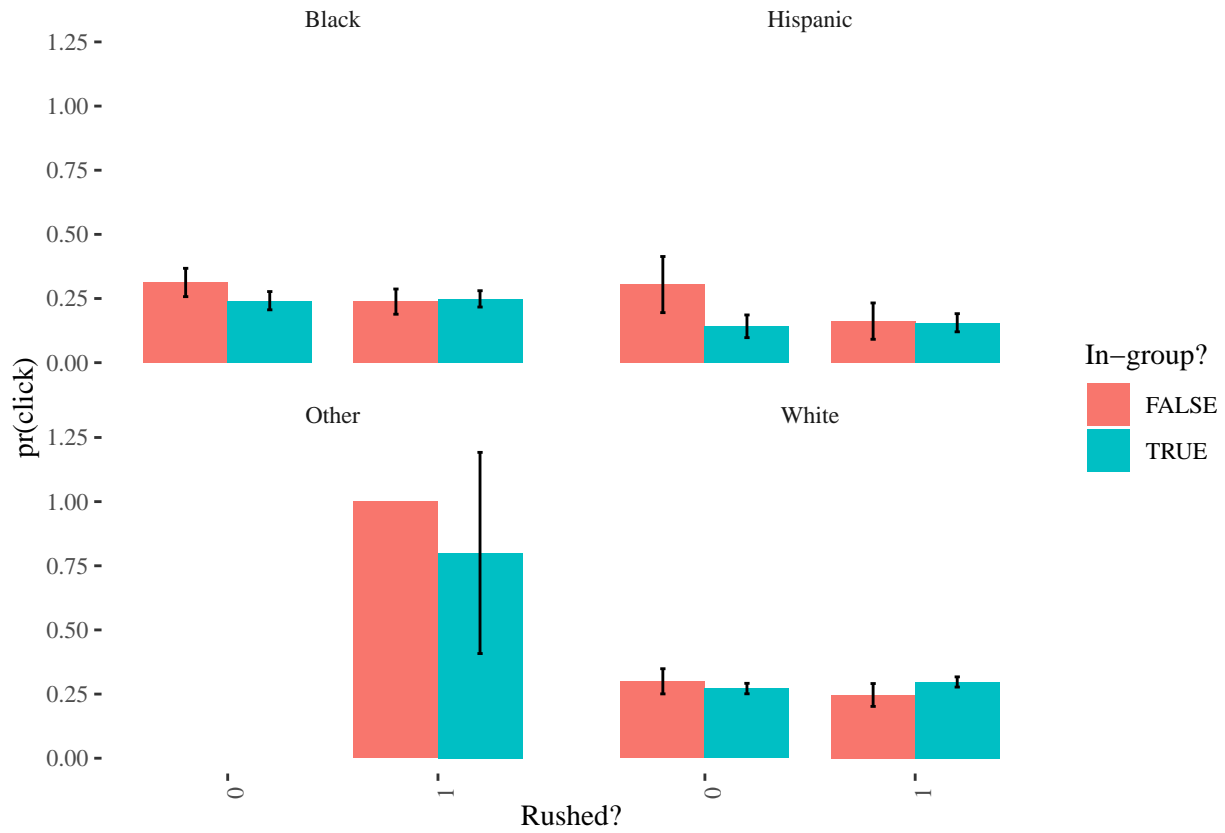 Black
Hispanic
1.25
1.00
0.75
0.50
0.25
0.00
Other
White
1.25
1.00
0.75
0.50
0.25
0.00
0
1
0
1
Rushed?
pr(click)
In−group?
FALSE
TRUE